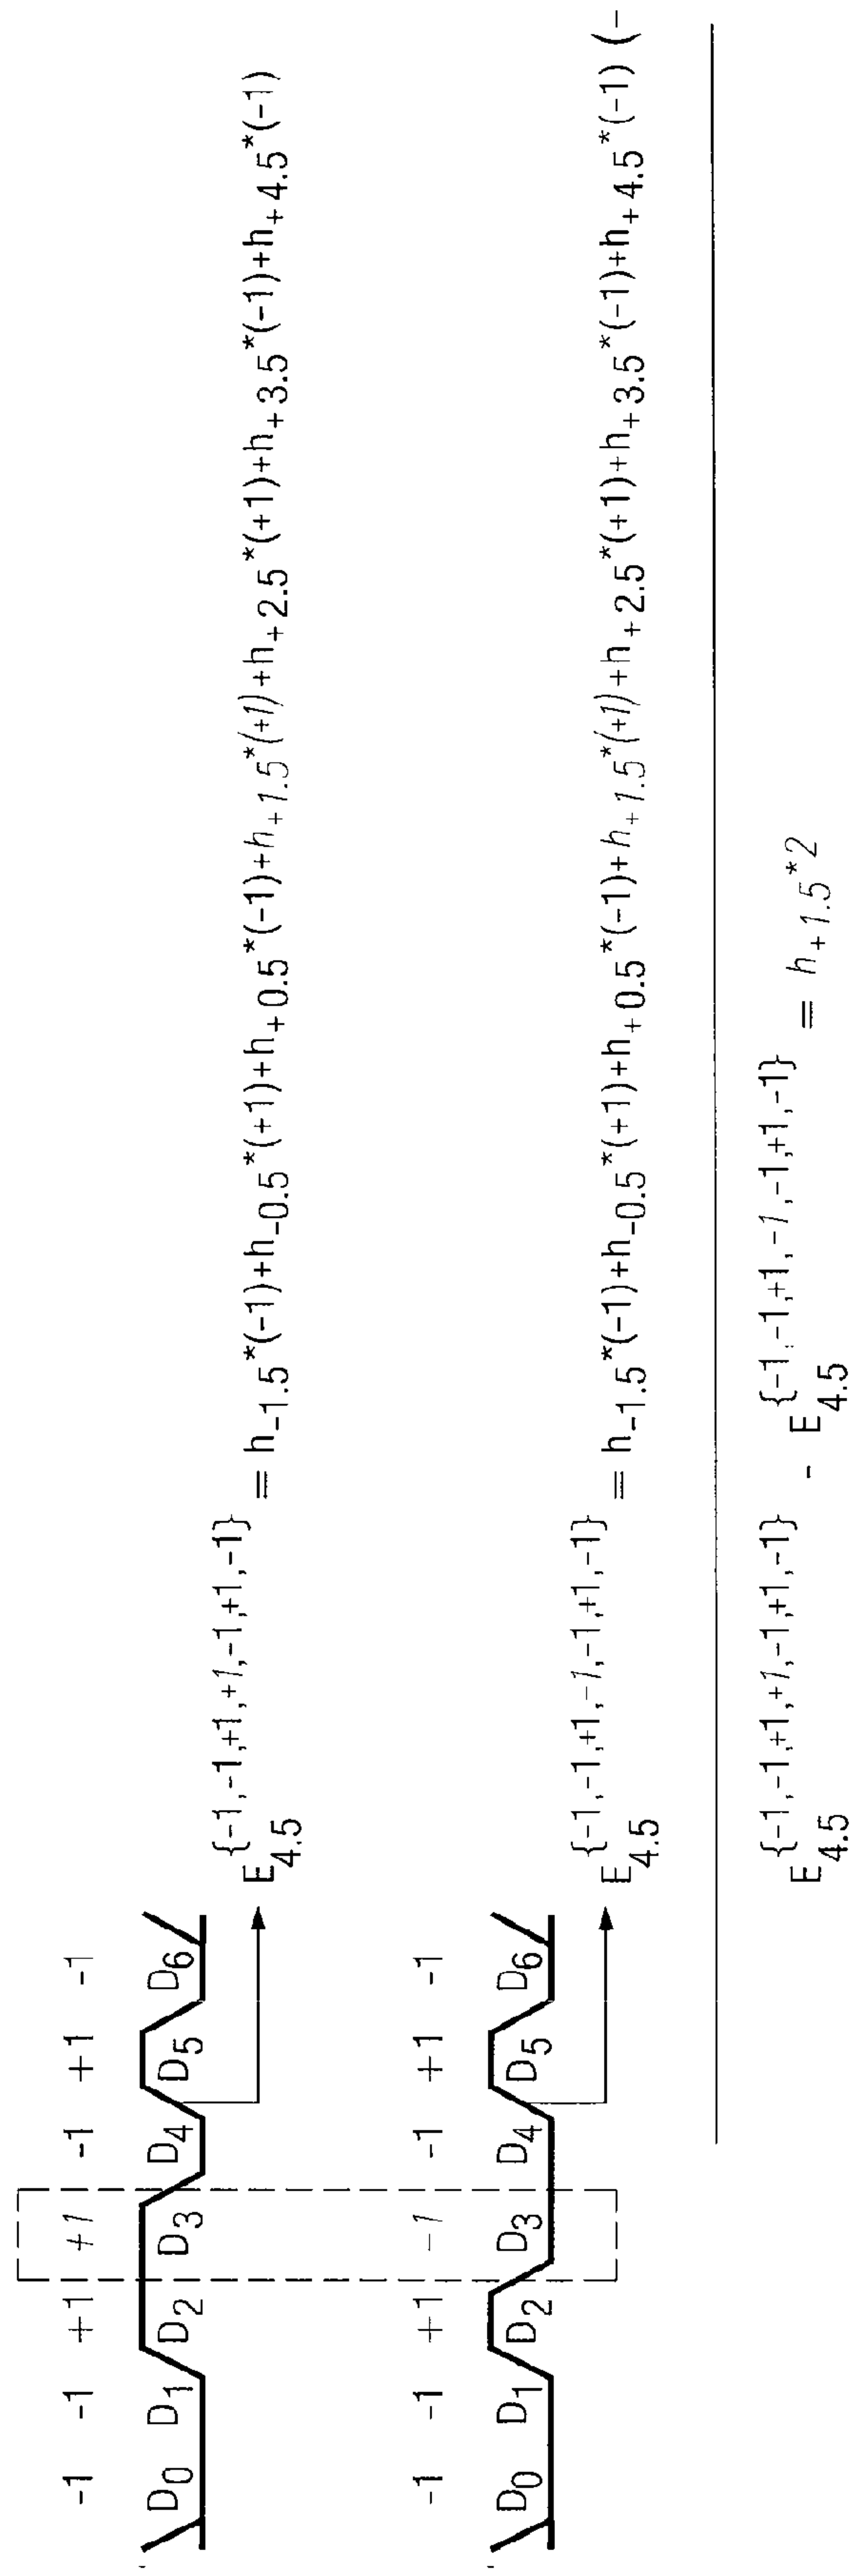 -1 -1 +1 +1 -1 +1 -1
D0 D1 D2 D3 D4 D5 D6
E4.5{-1,-1,+1,+1,-1,+1,-1} = h-1.5*(-1)+h-0.5*(+1)+h+0.5*(-1)+h+1.5*(+1)+h+2.5*(+1)+h+3.5*(-1)+h+4.5*(-1)
-1 -1 +1 -1 -1 +1 -1
D0 D1 D2 D3 D4 D5 D6
E4.5{-1,-1,+1,-1,-1,+1,-1} = h-1.5*(-1)+h-0.5*(+1)+h+0.5*(-1)+h+1.5*(+1)+h+2.5*(+1)+h+3.5*(-1)+h+4.5*(-1) (-
E4.5{-1,-1,+1,+1,-1,+1,-1} - E4.5{-1,-1,+1,-1,-1,+1,-1} = h+1.5*2